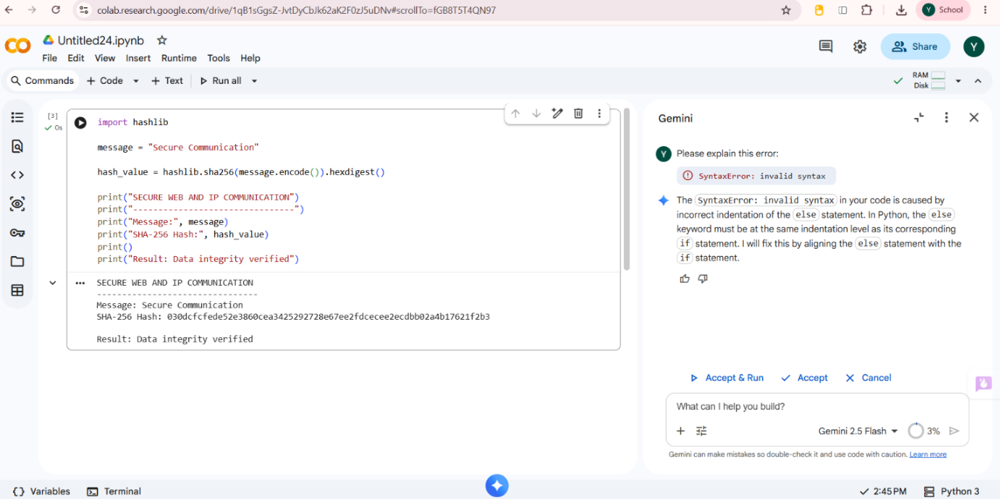 colab.research.google.com/drive/1qB1sGgsZ-JvtDyCbJk62aK2F0zJ5uDNv#scrollTo=fGB8T5T4QN97
Y School
Untitled24.ipynb
File Edit View Insert Runtime Tools Help
Share
Y
Commands + Code + Text Run all
RAM
Disk
[3]
0s
import hashlib
message = "Secure Communication"
hash_value = hashlib.sha256(message.encode()).hexdigest()
print("SECURE WEB AND IP COMMUNICATION")
print("--------------------------------")
print("Message:", message)
print("SHA-256 Hash:", hash_value)
print()
print("Result: Data integrity verified")
SECURE WEB AND IP COMMUNICATION
--------------------------------
Message: Secure Communication
SHA-256 Hash: 030dcfcfede52e3860cea3425292728e67ee2fdcecee2ecdbb02a4b17621f2b3
Result: Data integrity verified
Gemini
Y Please explain this error:
SyntaxError: invalid syntax
The SyntaxError: invalid syntax in your code is caused by
incorrect indentation of the else statement. In Python, the else
keyword must be at the same indentation level as its corresponding
if statement. I will fix this by aligning the else statement with the
if statement.
Accept & Run Accept Cancel
What can I help you build?
Gemini 2.5 Flash 3%
Gemini can make mistakes so double-check it and use code with caution. Learn more
{} Variables Terminal
2:45 PM Python 3